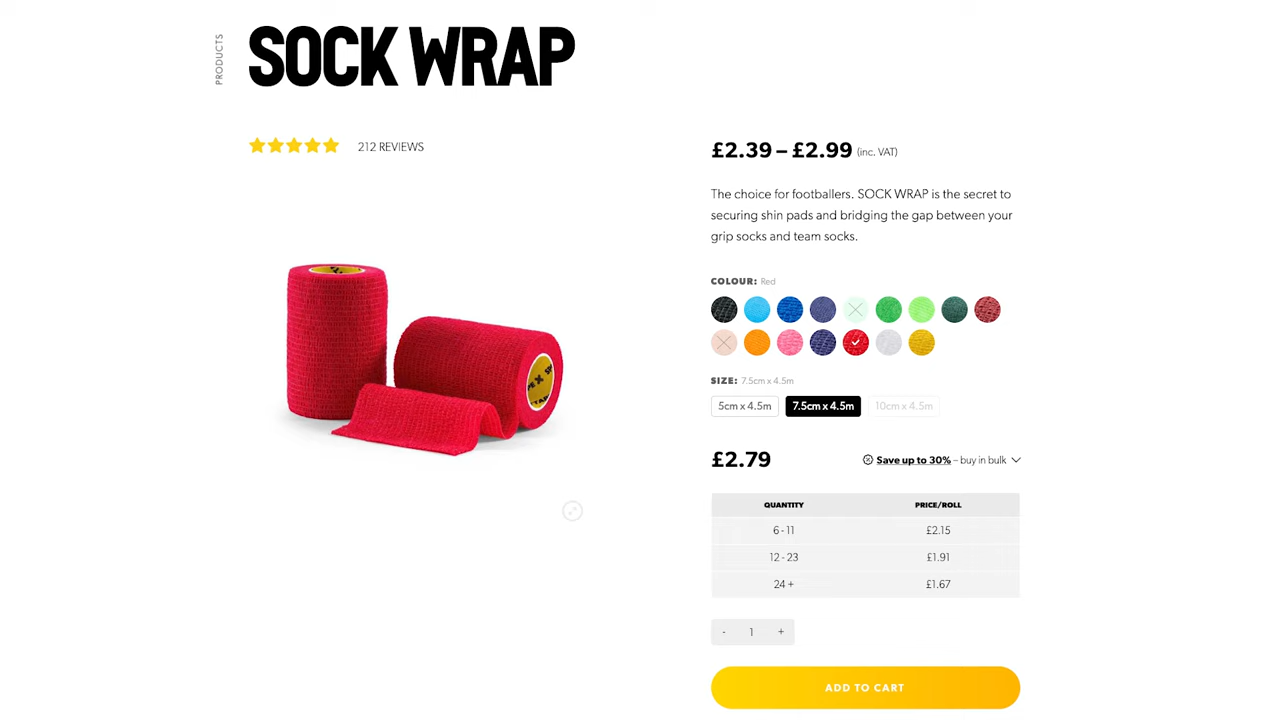 PRODUCTS
SOCK WRAP
212 REVIEWS
£2.39 – £2.99 (inc. VAT)
The choice for footballers. SOCK WRAP is the secret to
securing shin pads and bridging the gap between your
grip socks and team socks.
COLOUR: Red
SIZE: 7.5cm x 4.5m
5cm x 4.5m 7.5cm x 4.5m 10cm x 4.5m
£2.79 Save up to 30% – buy in bulk
QUANTITY PRICE/ROLL
6 - 11 £2.15
12 - 23 £1.91
24 + £1.67
- 1 +
ADD TO CART